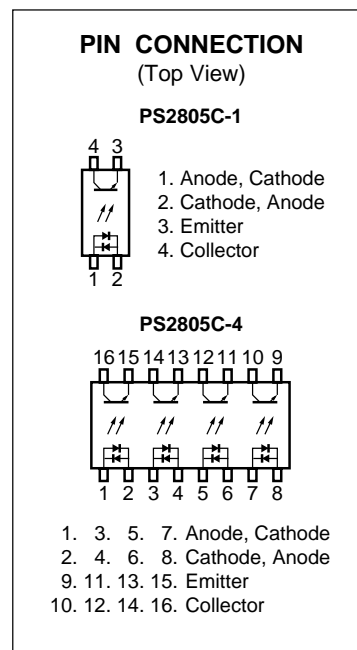 PIN CONNECTION
(Top View)
PS2805C-1
4 3
1. Anode, Cathode
2. Cathode, Anode
3. Emitter
4. Collector
1 2
PS2805C-4
16 15 14 13 12 11 10 9
1 2 3 4 5 6 7 8
1. 3. 5. 7. Anode, Cathode
2. 4. 6. 8. Cathode, Anode
9. 11. 13. 15. Emitter
10. 12. 14. 16. Collector